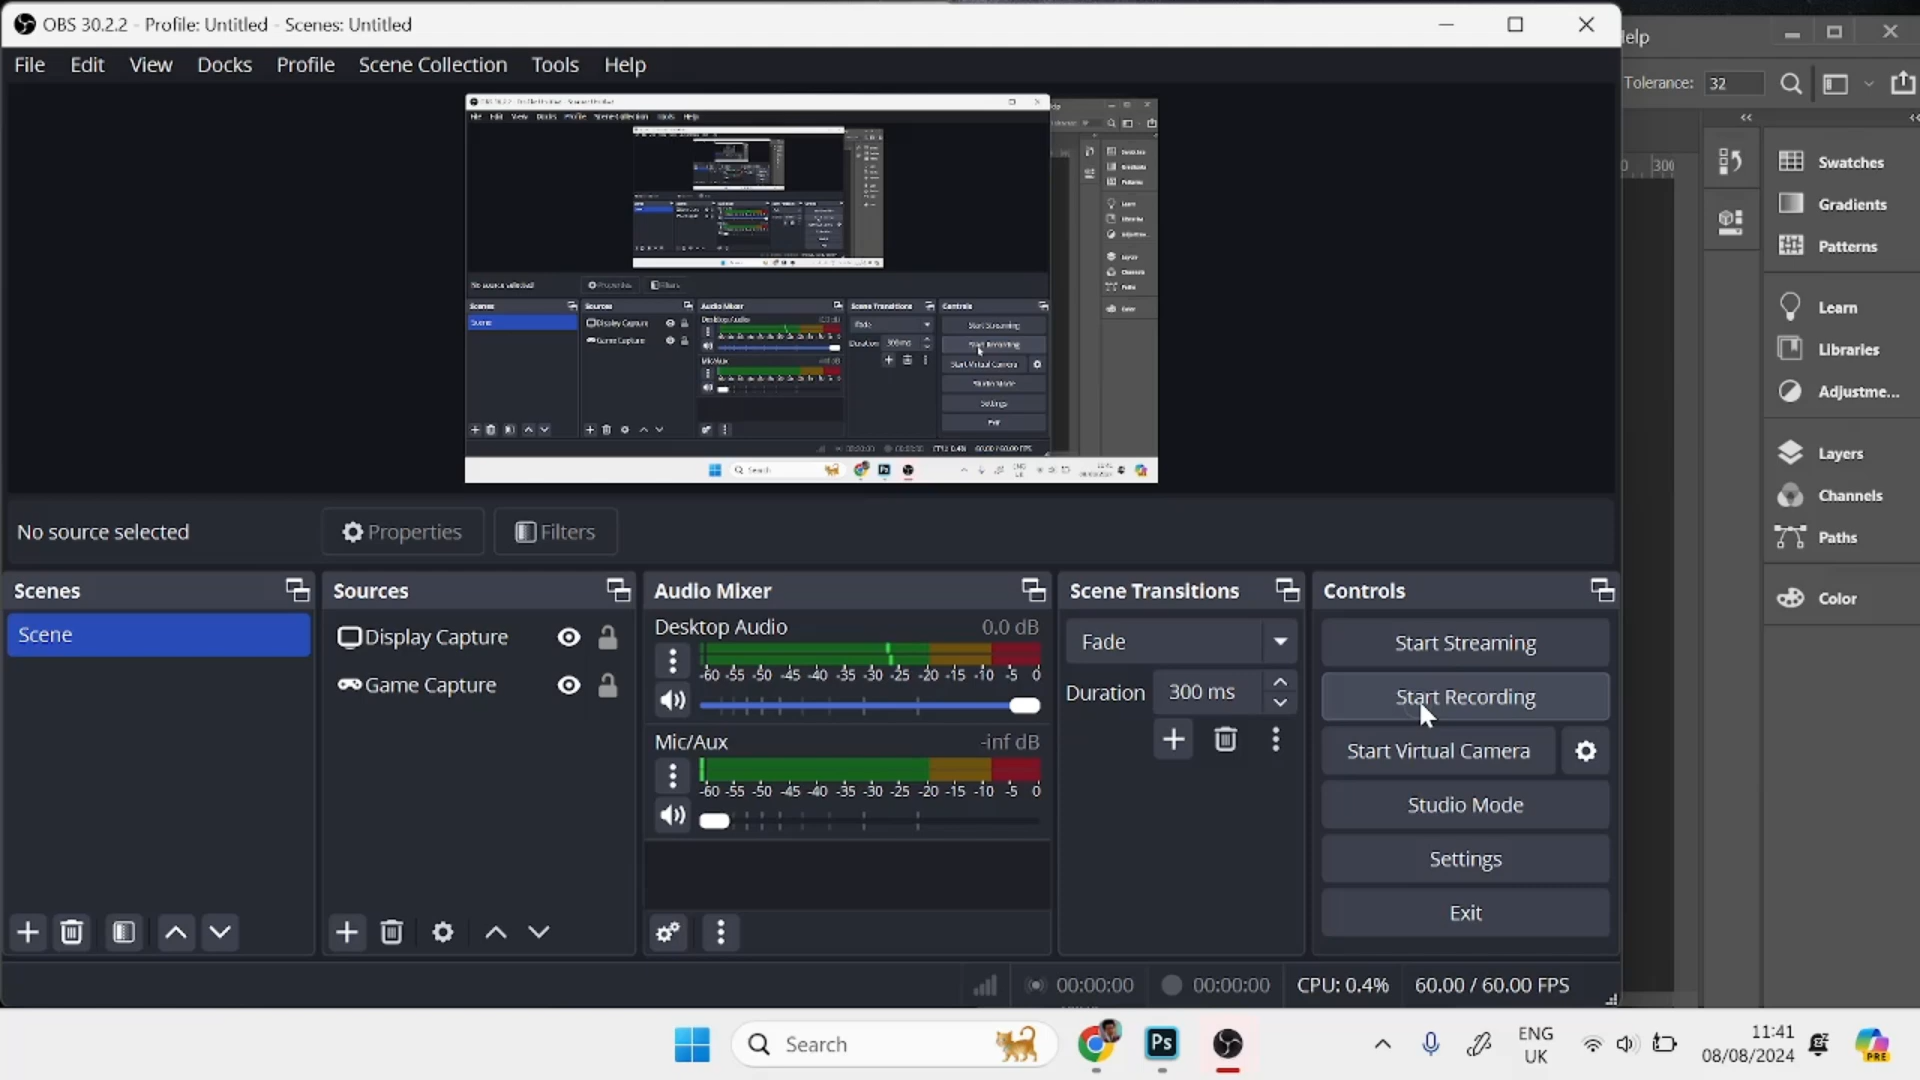 OBS 30.2.2 - Profile: Untitled - Scenes: Untitled
File Edit View Docks Profile Scene Collection Tools Help
elp
Tolerance: 32
300
Swatches
Gradients
Patterns
Learn
Libraries
Adjustme...
Layers
Channels
Paths
Color
No source selected
Properties
Filters
Scenes
Scene
Sources
Display Capture
Game Capture
Audio Mixer
Desktop Audio 0.0 dB
-60 -55 -50 -45 -40 -35 -30 -25 -20 -15 -10 -5 0
Mic/Aux -inf dB
-60 -55 -50 -45 -40 -35 -30 -25 -20 -15 -10 -5 0
Scene Transitions
Fade
Duration 300 ms
Controls
Start Streaming
Start Recording
Start Virtual Camera
Studio Mode
Settings
Exit
00:00:00
00:00:00
CPU: 0.4%
60.00 / 60.00 FPS
Search
Ps
ENG
UK
11:41
08/08/2024
PRE